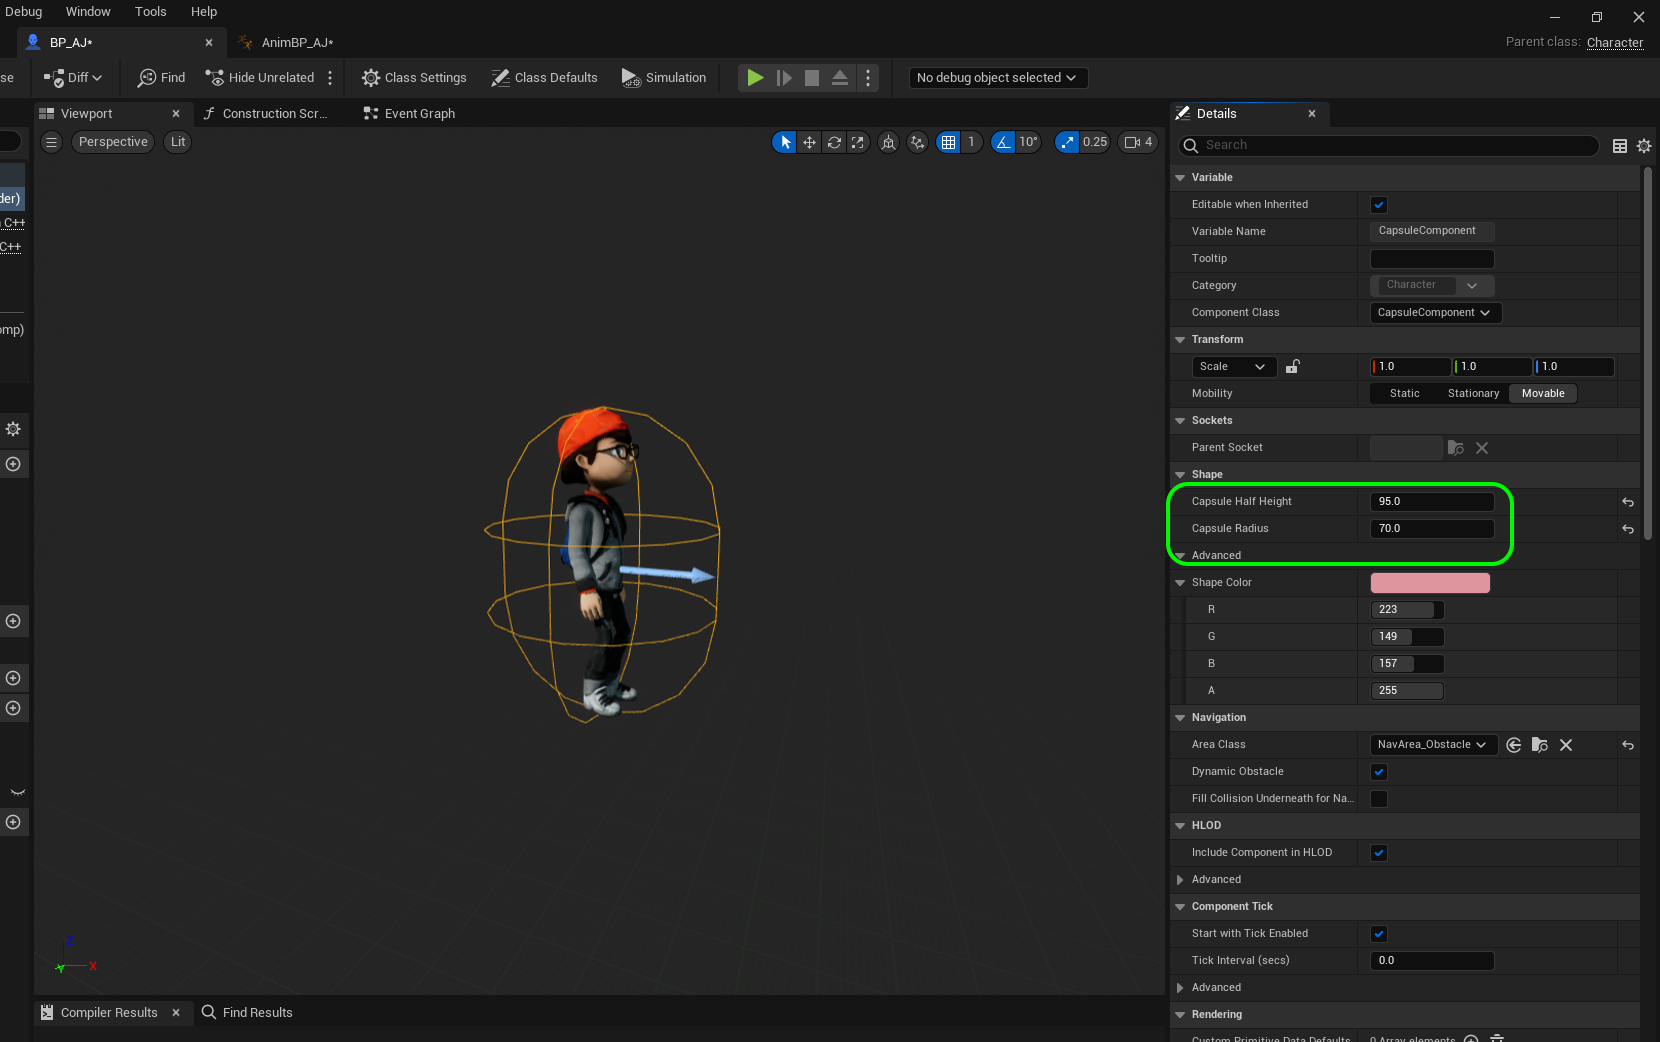 Debug Window Tools Help
BP_AJ*
AnimBP_AJ*
Parent class: Character
se
Diff
Find
Hide Unrelated
Class Settings
Class Defaults
Simulation
No debug object selected
Viewport
Construction Scr...
Event Graph
Details
Perspective
Lit
1
10°
0.25
4
Search
der)
C++
C++
omp)
Variable
Editable when Inherited
Variable Name CapsuleComponent
Tooltip
Category Character
Component Class CapsuleComponent
Transform
Scale 1.0 1.0 1.0
Mobility Static Stationary Movable
Sockets
Parent Socket
Shape
Capsule Half Height 95.0
Capsule Radius 70.0
Advanced
Shape Color
R 223
G 149
B 157
A 255
Navigation
Area Class NavArea_Obstacle
Dynamic Obstacle
Fill Collision Underneath for Na...
HLOD
Include Component in HLOD
Advanced
Component Tick
Start with Tick Enabled
Tick Interval (secs) 0.0
Advanced
Rendering
Custom Primitive Data Defaults 0 Array elements
Z
Y X
Compiler Results
Find Results